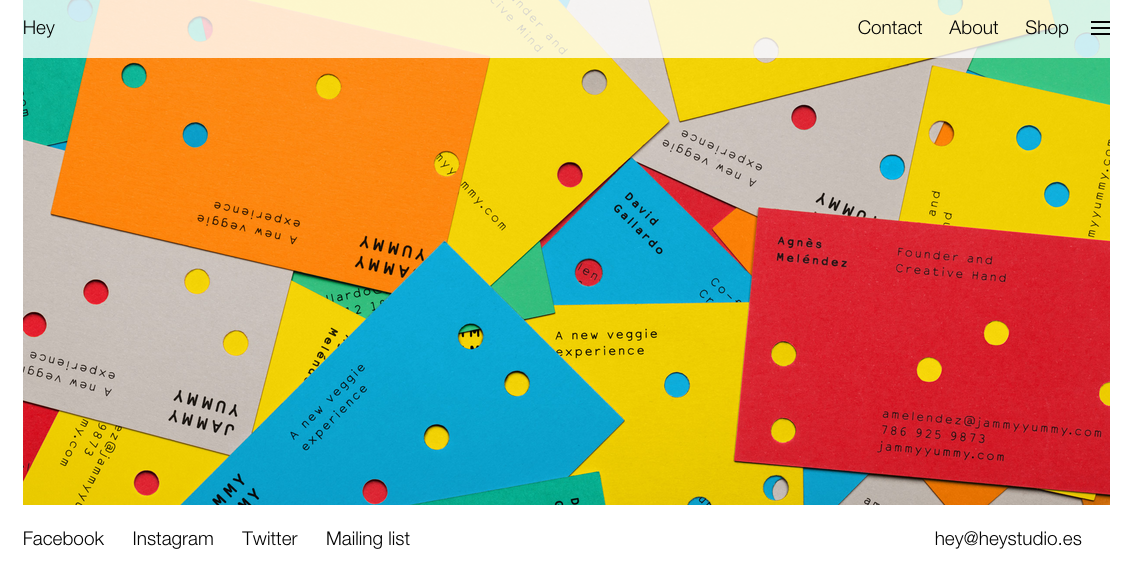 Hey
Contact About Shop
A new veggie
experience
JAMMY
YUMMY
mmy.com
A new veggie
experience
David
Gallardo
Agnès
Meléndez
Founder and
Creative Hand
amelendez@jammyyummy.com
786 925 9873
jammyyummy.com
A new veggie
experience
A new veggie
experience
A new veggie
experience
JAMMY
YUMMY
Facebook Instagram Twitter Mailing list
hey@heystudio.es